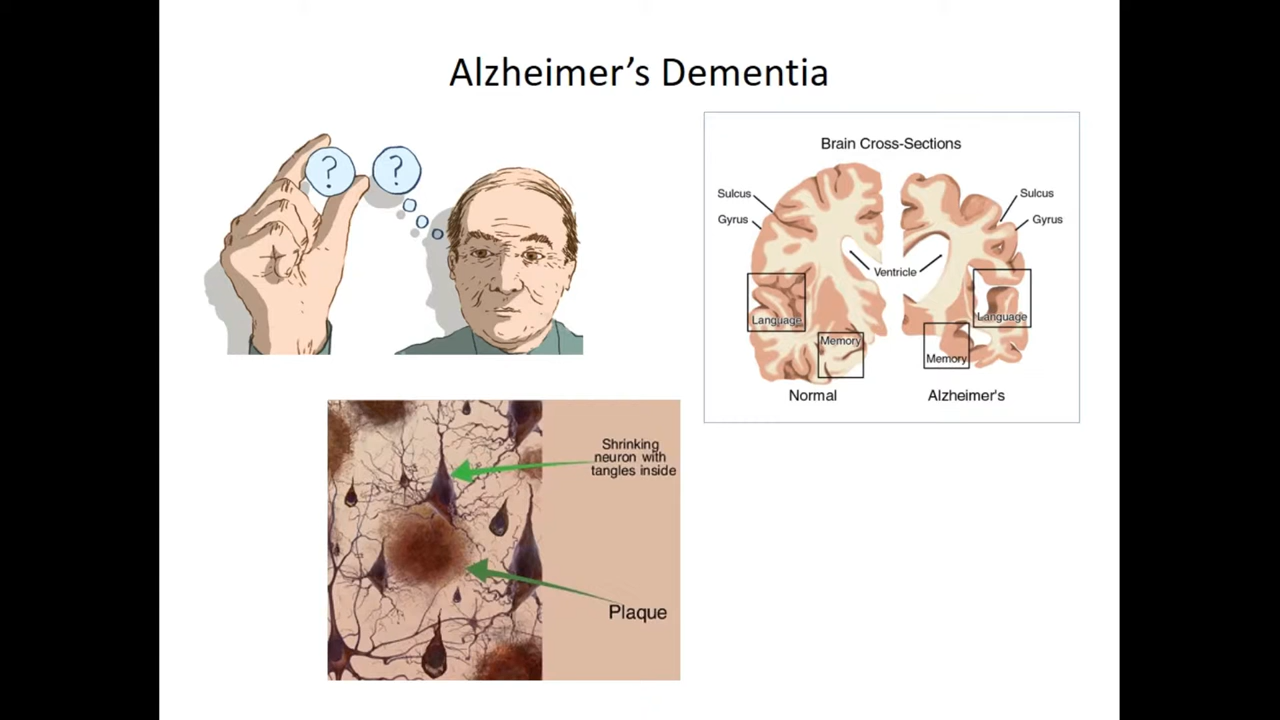 Alzheimer’s Dementia
?
?
Brain Cross-Sections
Sulcus
Gyrus
Sulcus
Gyrus
Ventricle
Language
Language
Memory
Memory
Normal
Alzheimer's
Shrinking
neuron with
tangles inside
Plaque